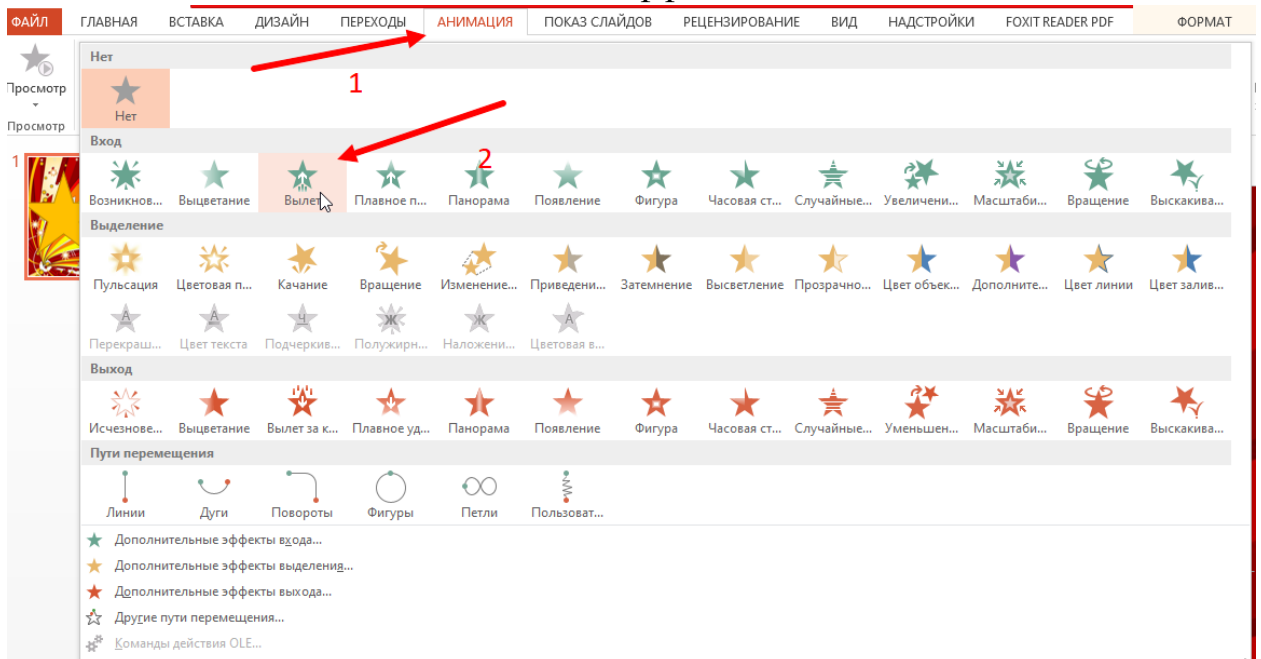 ФАЙЛ ГЛАВНАЯ ВСТАВКА ДИЗАЙН ПЕРЕХОДЫ АНИМАЦИЯ ПОКАЗ СЛАЙДОВ РЕЦЕНЗИРОВАНИЕ ВИД НАДСТРОЙКИ FOXIT READER PDF ФОРМАТ
Просмотр
Просмотр
1
Нет
1
Нет
Вход
2
Возникнов... Выцветание Вылет Плавное п... Панорама Появление Фигура Часовая ст... Случайные... Увеличени... Масштаби... Вращение Выскакива...
Выделение
Пульсация Цветовая п... Качание Вращение Изменение... Приведени... Затемнение Высветление Прозрачно... Цвет объек... Дополните... Цвет линии Цвет залив...
Перекраш... Цвет текста Подчеркив... Полужирн... Наложени... Цветовая в...
Выход
Исчезнове... Выцветание Вылет за к... Плавное уд... Панорама Появление Фигура Часовая ст... Случайные... Уменьшен... Масштаби... Вращение Выскакива...
Пути перемещения
Линии Дуги Повороты Фигуры Петли Пользоват...
Дополнительные эффекты входа...
Дополнительные эффекты выделения...
Дополнительные эффекты выхода...
Другие пути перемещения...
Команды действия OLE...